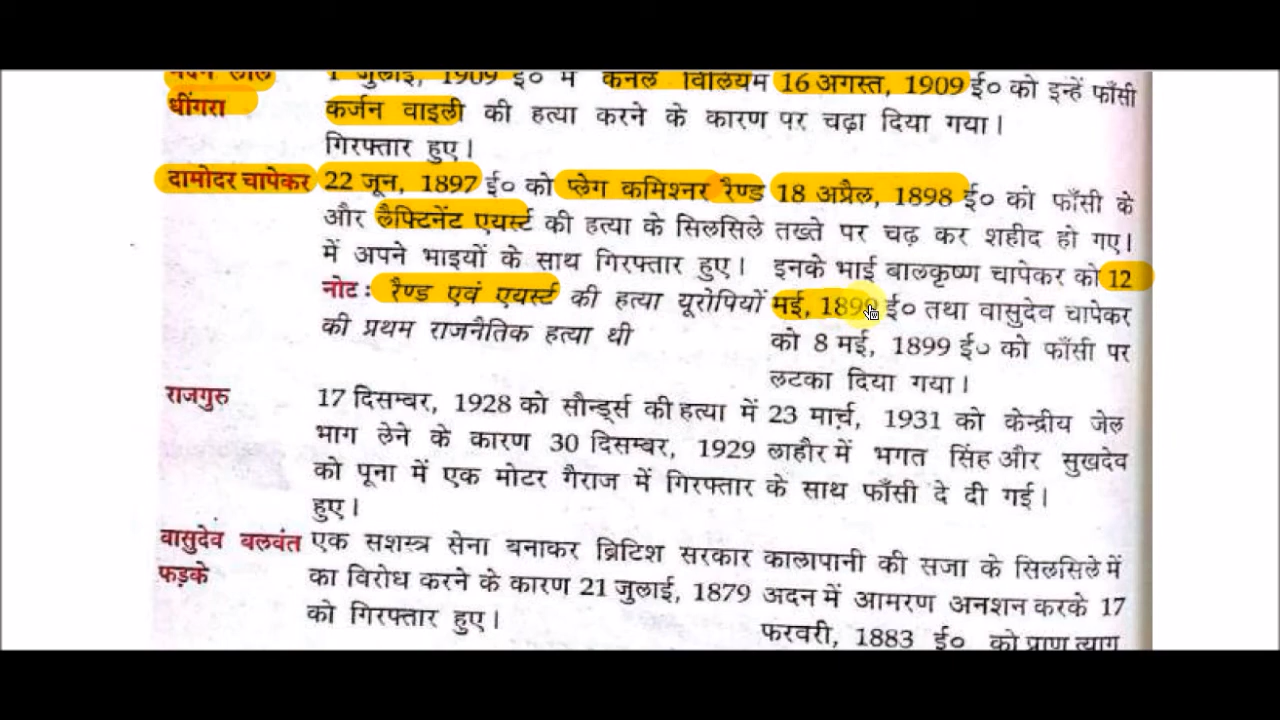 मदन लाल
धींगरा
1 जुलाई, 1909 ई० में कर्नल विलियम
कर्जन वाइली की हत्या करने के कारण
गिरफ्तार हुए।
16 अगस्त, 1909 ई० को इन्हें फाँसी
पर चढ़ा दिया गया।
दामोदर चापेकर
22 जून, 1897 ई० को प्लेग कमिश्नर रैण्ड
और लैफ्टिनेंट एयर्स्ट की हत्या के सिलसिले
में अपने भाइयों के साथ गिरफ्तार हुए।
नोट: रैण्ड एवं एयर्स्ट की हत्या यूरोपियों
की प्रथम राजनैतिक हत्या थी
18 अप्रैल, 1898 ई० को फाँसी के
तख्ते पर चढ़ कर शहीद हो गए।
इनके भाई बालकृष्ण चापेकर को 12
मई, 1899 ई० तथा वासुदेव चापेकर
को 8 मई, 1899 ई० को फाँसी पर
लटका दिया गया।
राजगुरु
17 दिसम्बर, 1928 को सौन्ड्र्स की हत्या में
भाग लेने के कारण 30 दिसम्बर, 1929
को पूना में एक मोटर गैराज में गिरफ्तार
हुए।
23 मार्च, 1931 को केन्द्रीय जेल
लाहौर में भगत सिंह और सुखदेव
के साथ फाँसी दे दी गई।
वासुदेव बलवंत
फड़के
एक सशस्त्र सेना बनाकर ब्रिटिश सरकार
का विरोध करने के कारण 21 जुलाई, 1879
को गिरफ्तार हुए।
कालापानी की सजा के सिलसिले में
अदन में आमरण अनशन करके 17
फरवरी, 1883 ई० को प्राण त्याग